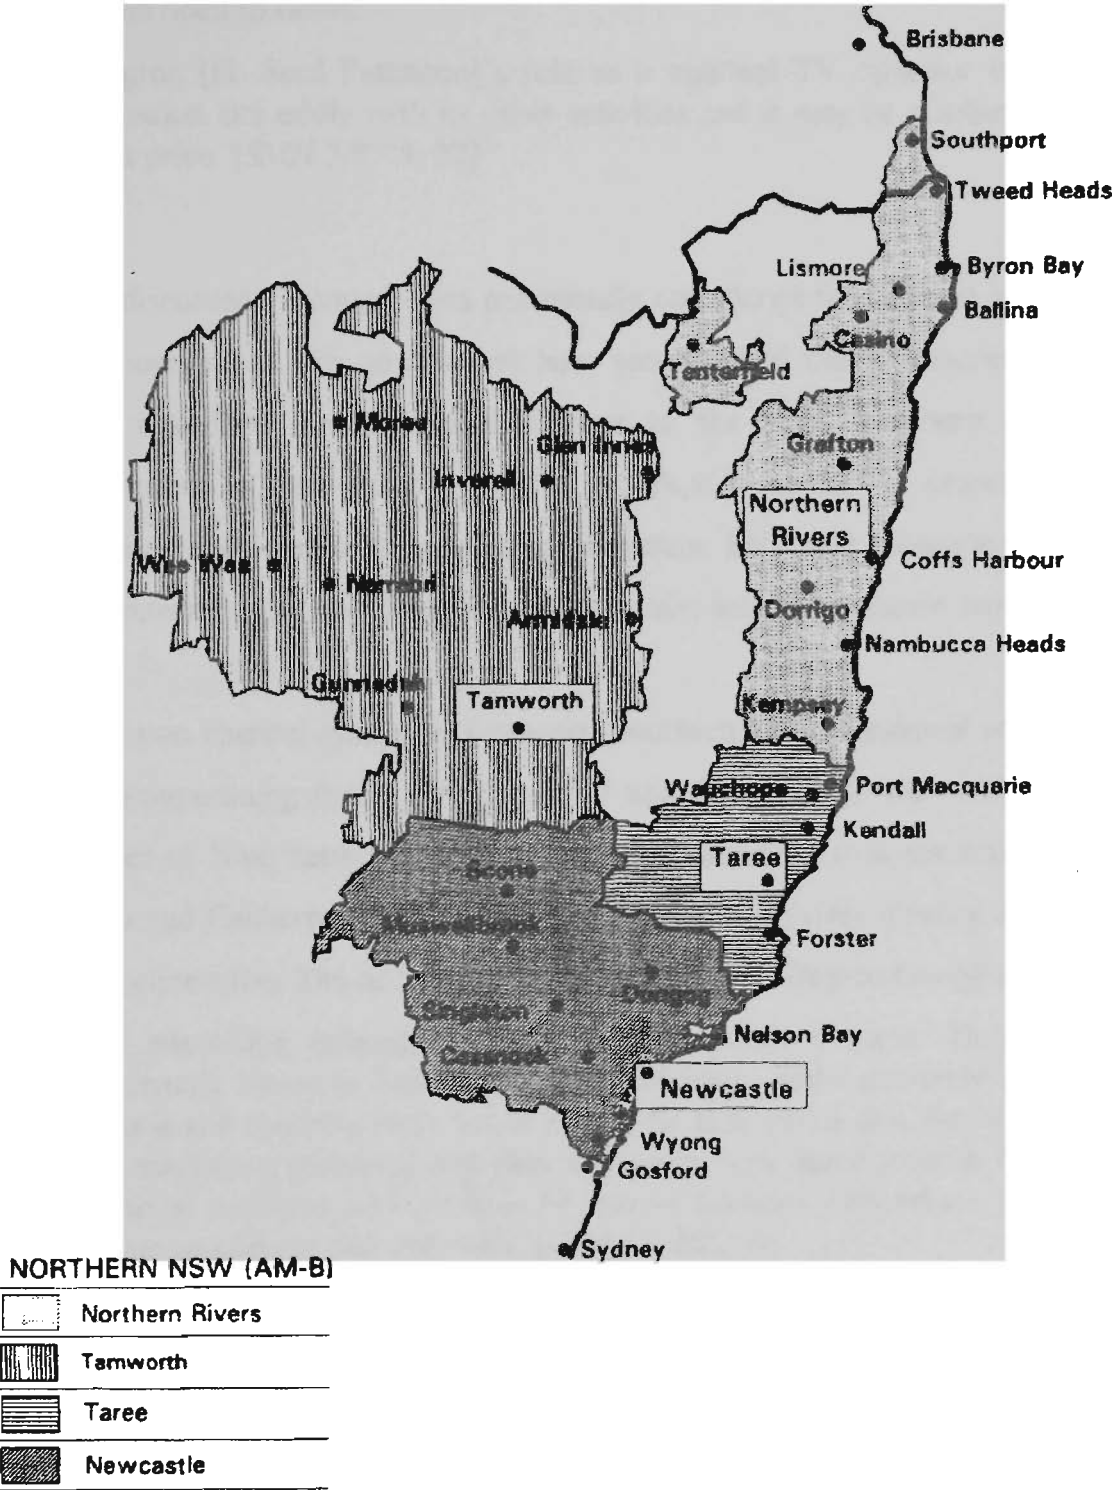 Brisbane
Southport
Tweed Heads
Lismore
Byron Bay
Ballina
Casino
Tenterfield
Moree
Glen Innes
Grafton
Inverell
Northern
Rivers
Wee Waa
Narrabri
Coffs Harbour
Dorrigo
Armidale
Nambucca Heads
Gunnedah
Tamworth
Kempsey
Wauchope
Port Macquarie
Kendall
Taree
Scone
Muswellbrook
Forster
Dungog
Singleton
Nelson Bay
Cessnock
Newcastle
Wyong
Gosford
Sydney
NORTHERN NSW (AM-B)
Northern Rivers
Tamworth
Taree
Newcastle